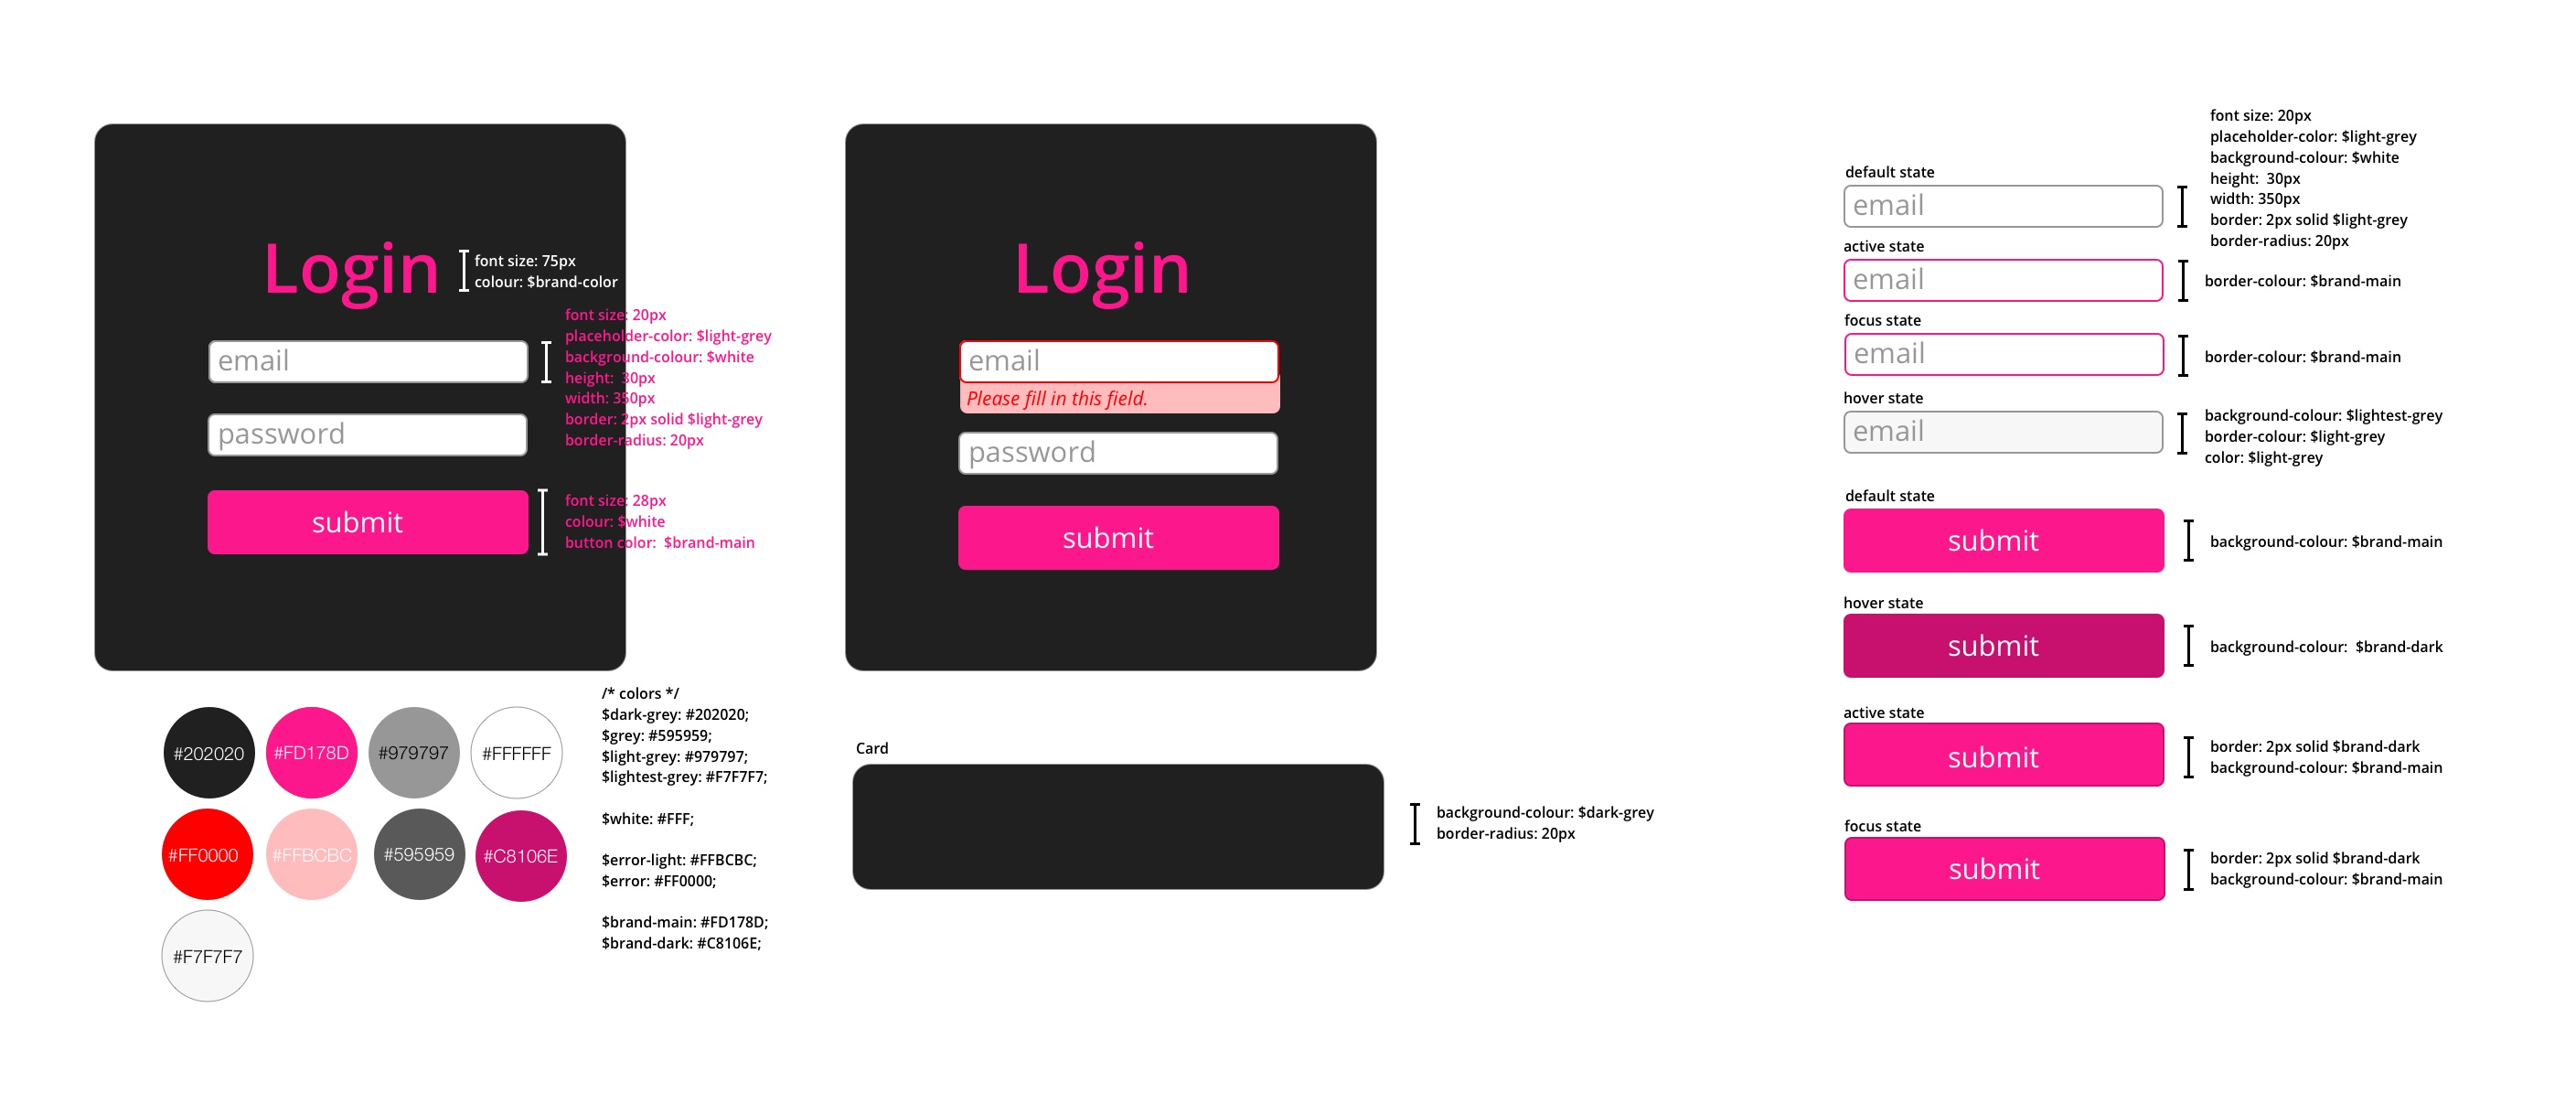 Login
font size: 75px
colour: $brand-color
font size: 20px
placeholder-color: $light-grey
background-colour: $white
height:  30px
width: 350px
border: 2px solid $light-grey
border-radius: 20px
email
password
font size: 28px
colour: $white
button color:  $brand-main
submit
Login
email
Please fill in this field.
password
submit
#202020
#FD178D
#979797
#FFFFFF
#FF0000
#FFBCBC
#595959
#C8106E
#F7F7F7
/* colors */
$dark-grey: #202020;
$grey: #595959;
$light-grey: #979797;
$lightest-grey: #F7F7F7;
$white: #FFF;
$error-light: #FFBCBC;
$error: #FF0000;
$brand-main: #FD178D;
$brand-dark: #C8106E;
Card
background-colour: $dark-grey
border-radius: 20px
default state
email
font size: 20px
placeholder-color: $light-grey
background-colour: $white
height:  30px
width: 350px
border: 2px solid $light-grey
border-radius: 20px
active state
email
border-colour: $brand-main
focus state
email
border-colour: $brand-main
hover state
email
background-colour: $lightest-grey
border-colour: $light-grey
color: $light-grey
default state
submit
background-colour: $brand-main
hover state
submit
background-colour:  $brand-dark
active state
submit
border: 2px solid $brand-dark
background-colour: $brand-main
focus state
submit
border: 2px solid $brand-dark
background-colour: $brand-main